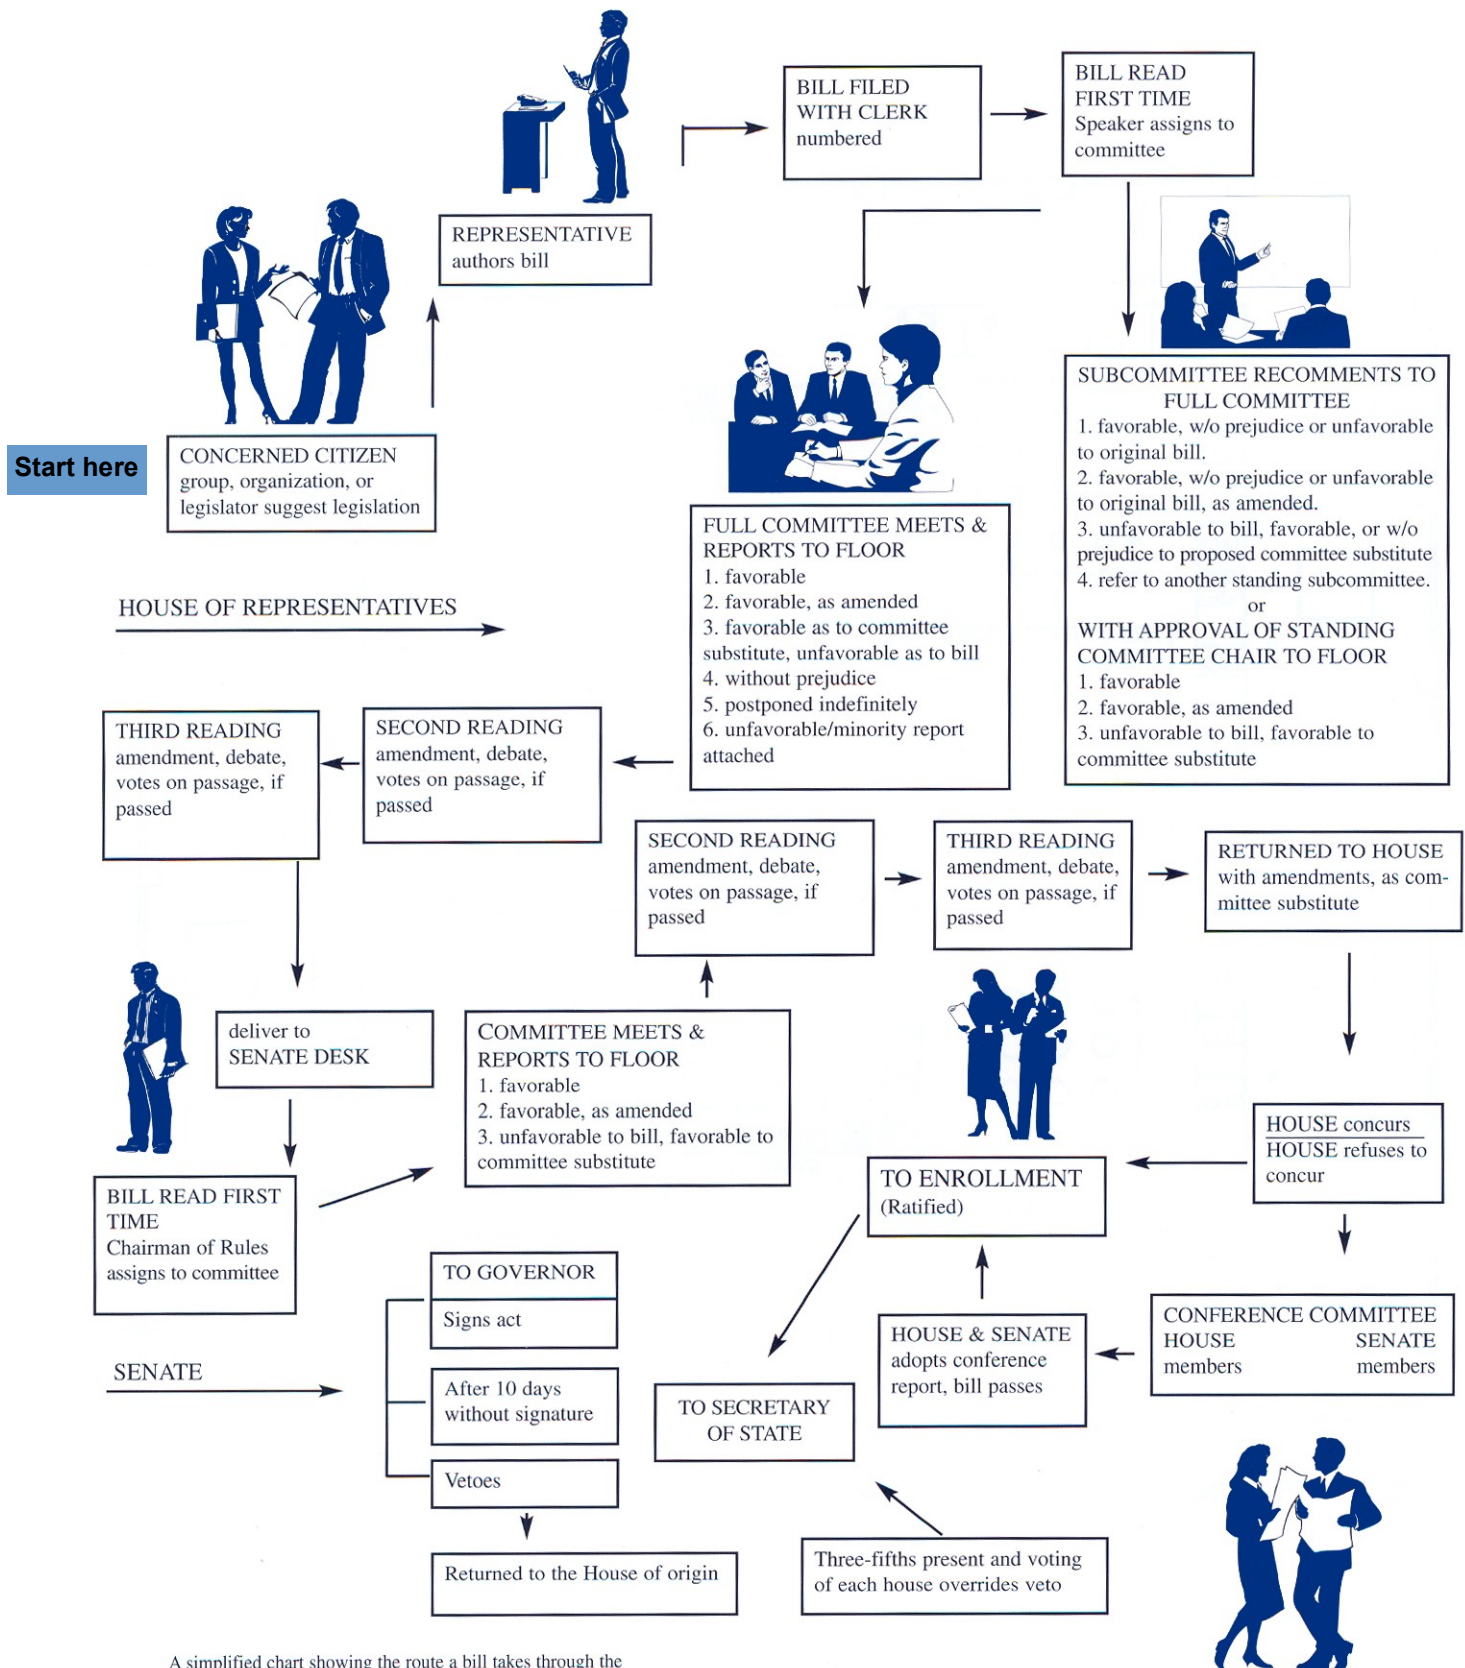 Start here
CONCERNED CITIZEN
group, organization, or
legislator suggest legislation
REPRESENTATIVE
authors bill
BILL FILED
WITH CLERK
numbered
BILL READ
FIRST TIME
Speaker assigns to
committee
SUBCOMMITTEE RECOMMENTS TO
FULL COMMITTEE
1. favorable, w/o prejudice or unfavorable
to original bill.
2. favorable, w/o prejudice or unfavorable
to original bill, as amended.
3. unfavorable to bill, favorable, or w/o
prejudice to proposed committee substitute
4. refer to another standing subcommittee.
or
WITH APPROVAL OF STANDING
COMMITTEE CHAIR TO FLOOR
1. favorable
2. favorable, as amended
3. unfavorable to bill, favorable to
committee substitute
FULL COMMITTEE MEETS &
REPORTS TO FLOOR
1. favorable
2. favorable, as amended
3. favorable as to committee
substitute, unfavorable as to bill
4. without prejudice
5. postponed indefinitely
6. unfavorable/minority report
attached
HOUSE OF REPRESENTATIVES
SECOND READING
amendment, debate,
votes on passage, if
passed
THIRD READING
amendment, debate,
votes on passage, if
passed
deliver to
SENATE DESK
BILL READ FIRST
TIME
Chairman of Rules
assigns to committee
COMMITTEE MEETS &
REPORTS TO FLOOR
1. favorable
2. favorable, as amended
3. unfavorable to bill, favorable to
committee substitute
SECOND READING
amendment, debate,
votes on passage, if
passed
THIRD READING
amendment, debate,
votes on passage, if
passed
RETURNED TO HOUSE
with amendments, as com-
mittee substitute
HOUSE concurs
HOUSE refuses to
concur
TO ENROLLMENT
(Ratified)
CONFERENCE COMMITTEE
HOUSE SENATE
members members
HOUSE & SENATE
adopts conference
report, bill passes
SENATE
TO GOVERNOR
Signs act
After 10 days
without signature
Vetoes
Returned to the House of origin
TO SECRETARY
OF STATE
Three-fifths present and voting
of each house overrides veto
A simplified chart showing the route a bill takes through the